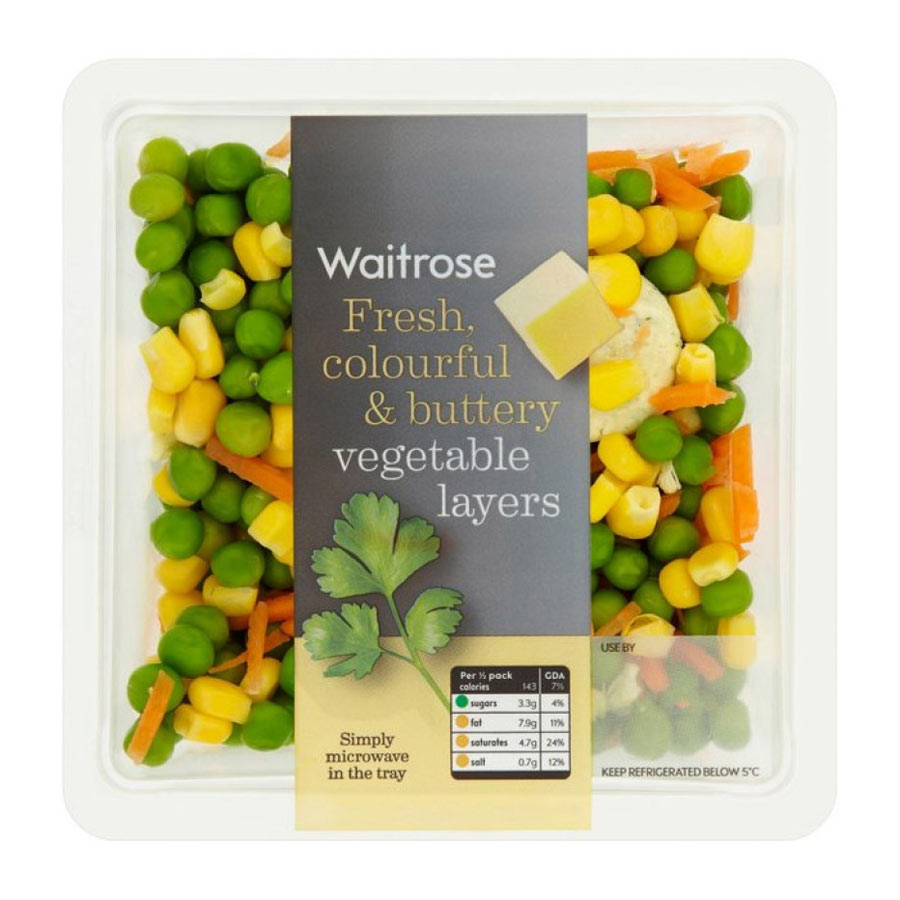 Waitrose
Fresh,
colourful
& buttery
vegetable
layers
Simply
microwave
in the tray
Per ½ pack GDA
calories 143 7%
sugars 3.3g 4%
fat 7.9g 11%
saturates 4.7g 24%
salt 0.7g 12%
USE BY
KEEP REFRIGERATED BELOW 5°C